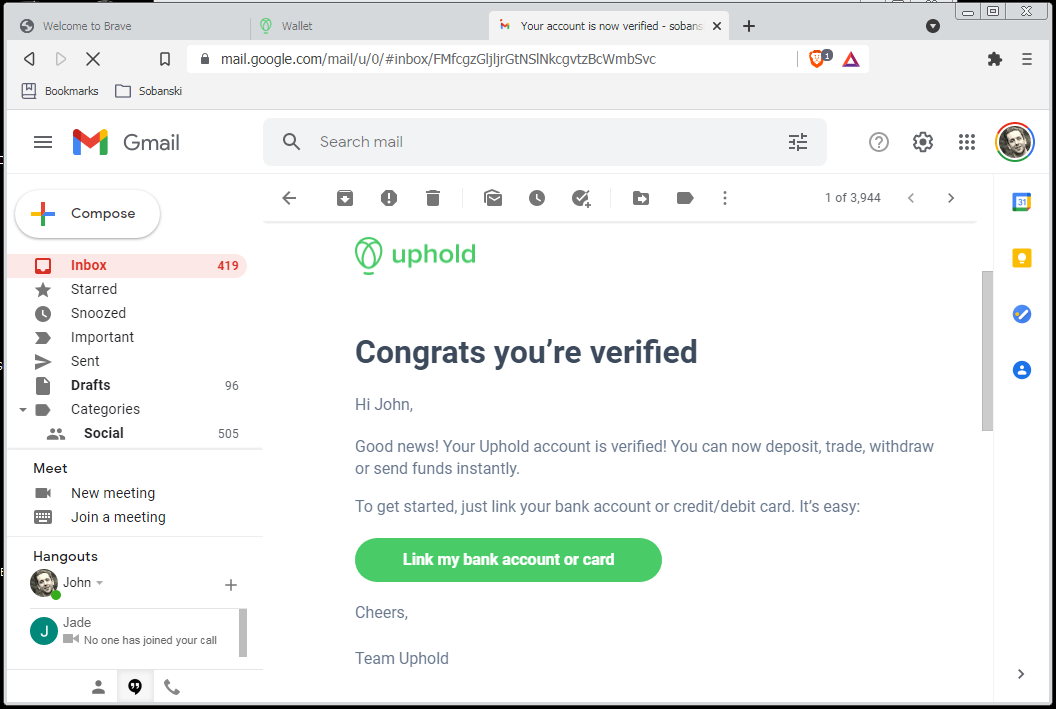 Welcome to Brave
Wallet
Your account is now verified - sobans
mail.google.com/mail/u/0/#inbox/FMfcgzGljljrGtNSlNkcgvtzBcWmbSvc
1
Bookmarks
Sobanski
Gmail
Search mail
Compose
1 of 3,944
31
Inbox 419
Starred
Snoozed
Important
Sent
Drafts 96
Categories
Social 505
Meet
New meeting
Join a meeting
Hangouts
John
J
Jade
No one has joined your call
uphold
Congrats you’re verified
Hi John,
Good news! Your Uphold account is verified! You can now deposit, trade, withdraw
or send funds instantly.
To get started, just link your bank account or credit/debit card. It’s easy:
Link my bank account or card
Cheers,
Team Uphold